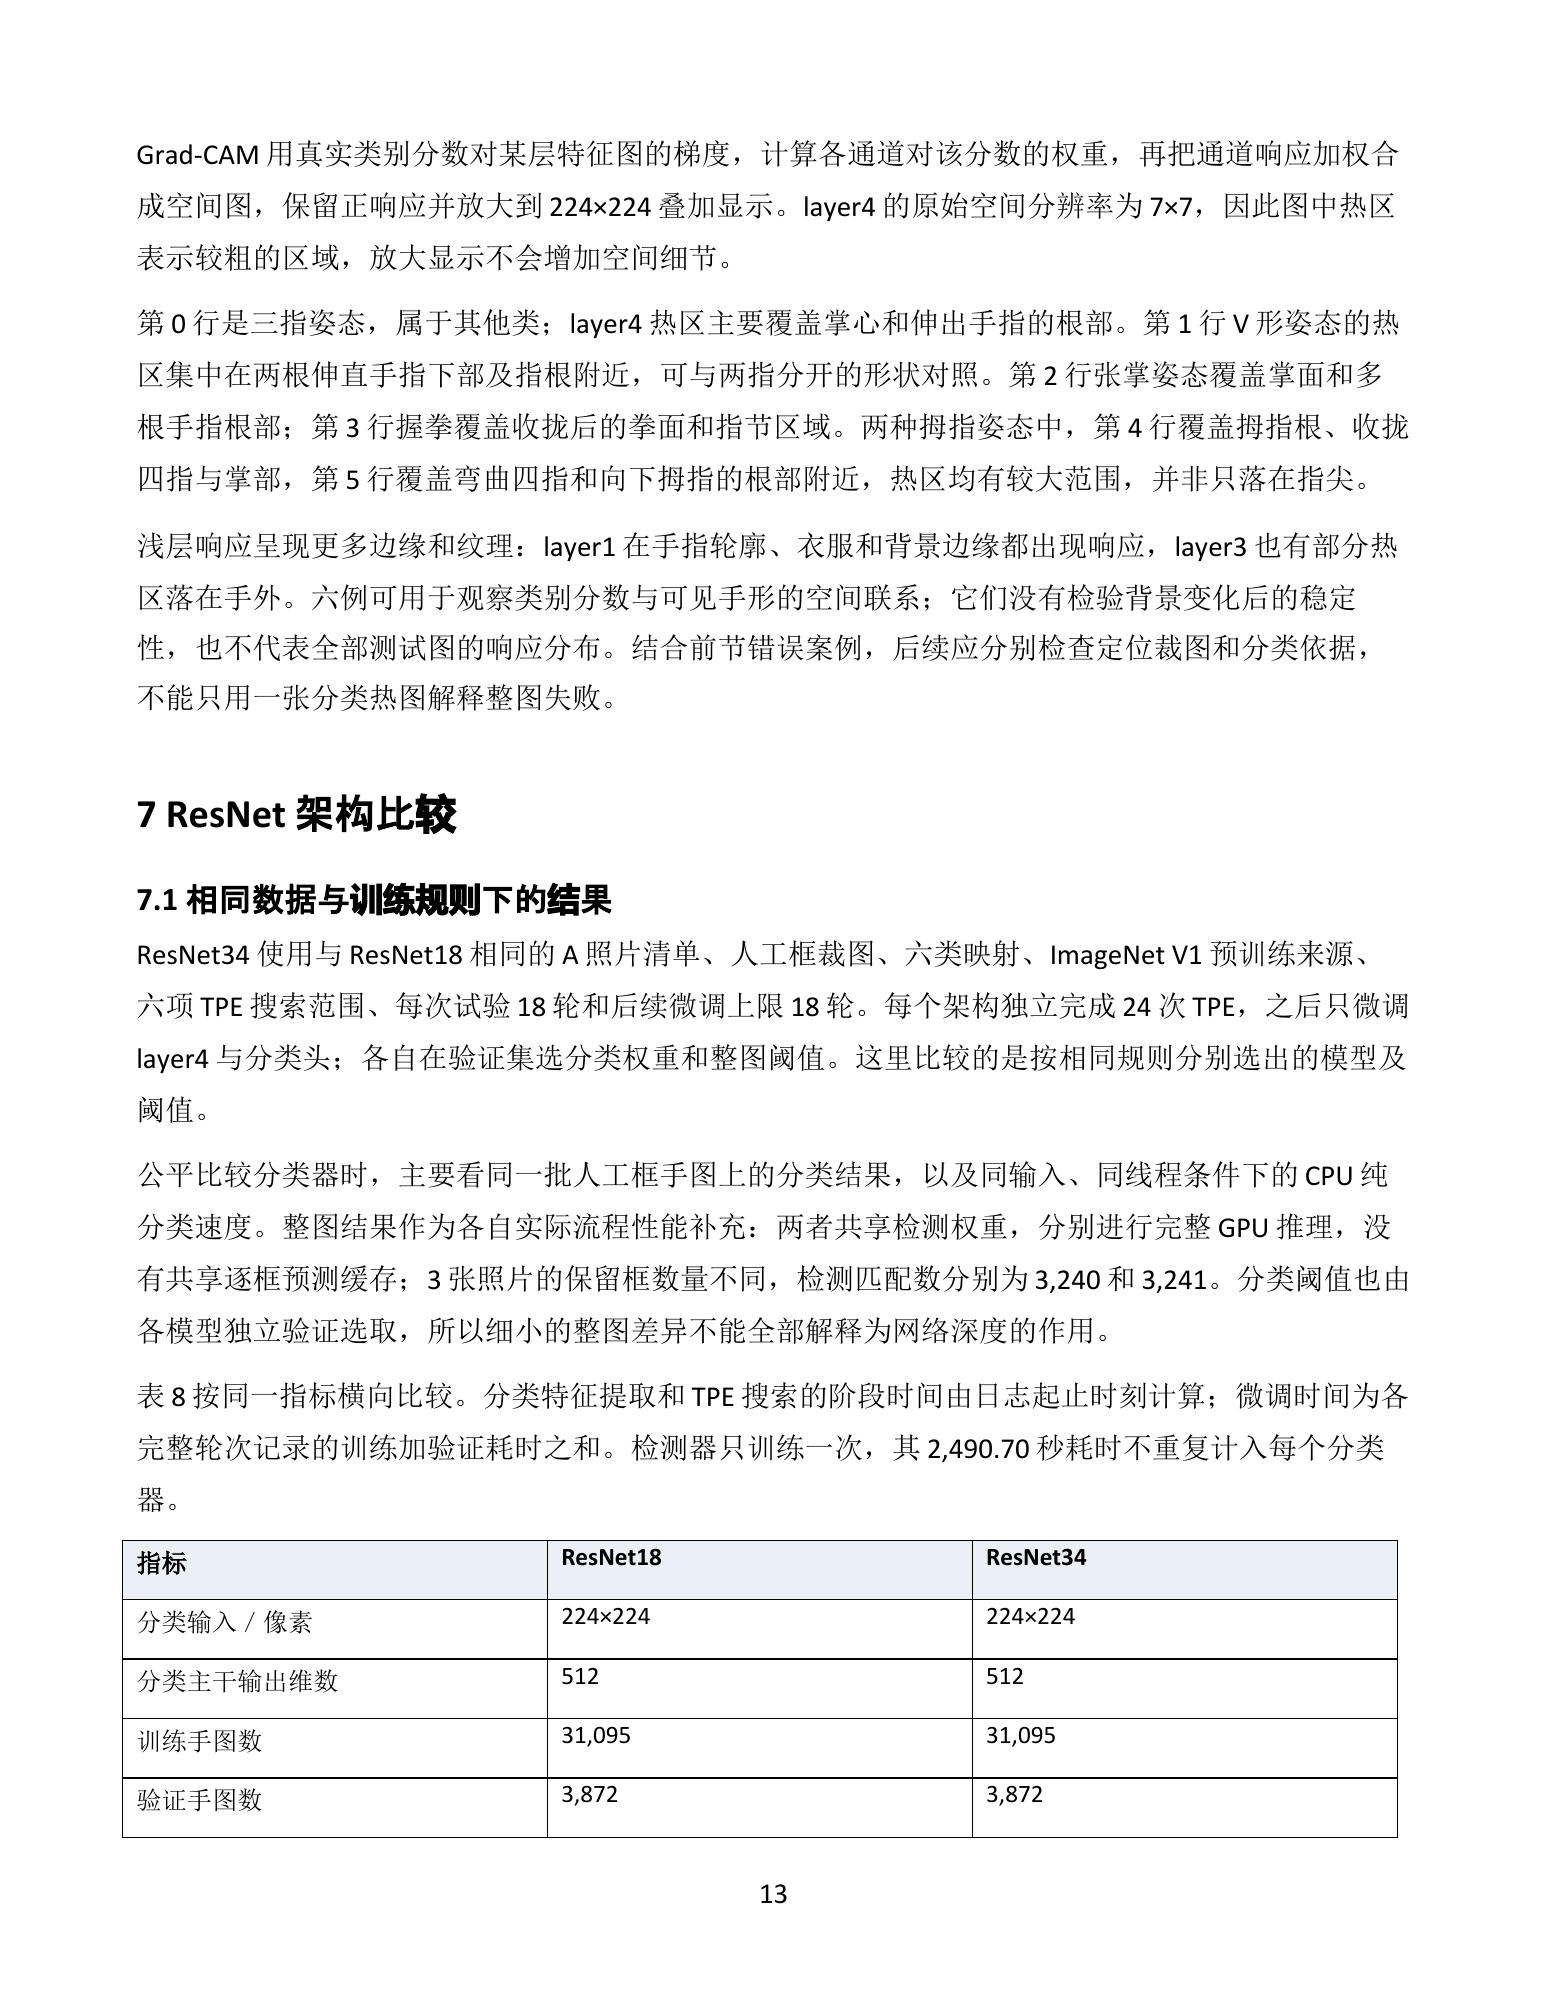 Grad-CAM 用真实类别分数对某层特征图的梯度，计算各通道对该分数的权重，再把通道响应加权合
成空间图，保留正响应并放大到 224×224 叠加显示。layer4 的原始空间分辨率为 7×7，因此图中热区
表示较粗的区域，放大显示不会增加空间细节。
第 0 行是三指姿态，属于其他类；layer4 热区主要覆盖掌心和伸出手指的根部。第 1 行 V 形姿态的热
区集中在两根伸直手指下部及指根附近，可与两指分开的形状对照。第 2 行张掌姿态覆盖掌面和多
根手指根部；第 3 行握拳覆盖收拢后的拳面和指节区域。两种拇指姿态中，第 4 行覆盖拇指根、收拢
四指与掌部，第 5 行覆盖弯曲四指和向下拇指的根部附近，热区均有较大范围，并非只落在指尖。
浅层响应呈现更多边缘和纹理：layer1 在手指轮廓、衣服和背景边缘都出现响应，layer3 也有部分热
区落在手外。六例可用于观察类别分数与可见手形的空间联系；它们没有检验背景变化后的稳定
性，也不代表全部测试图的响应分布。结合前节错误案例，后续应分别检查定位裁图和分类依据，
不能只用一张分类热图解释整图失败。
7 ResNet 架构比较
7.1 相同数据与训练规则下的结果
ResNet34 使用与 ResNet18 相同的 A 照片清单、人工框裁图、六类映射、ImageNet V1 预训练来源、
六项 TPE 搜索范围、每次试验 18 轮和后续微调上限 18 轮。每个架构独立完成 24 次 TPE，之后只微调
layer4 与分类头；各自在验证集选分类权重和整图阈值。这里比较的是按相同规则分别选出的模型及
阈值。
公平比较分类器时，主要看同一批人工框手图上的分类结果，以及同输入、同线程条件下的 CPU 纯
分类速度。整图结果作为各自实际流程性能补充：两者共享检测权重，分别进行完整 GPU 推理，没
有共享逐框预测缓存；3 张照片的保留框数量不同，检测匹配数分别为 3,240 和 3,241。分类阈值也由
各模型独立验证选取，所以细小的整图差异不能全部解释为网络深度的作用。
表 8 按同一指标横向比较。分类特征提取和 TPE 搜索的阶段时间由日志起止时刻计算；微调时间为各
完整轮次记录的训练加验证耗时之和。检测器只训练一次，其 2,490.70 秒耗时不重复计入每个分类
器。
指标 ResNet18 ResNet34
分类输入 / 像素 224×224 224×224
分类主干输出维数 512 512
训练手图数 31,095 31,095
验证手图数 3,872 3,872
13